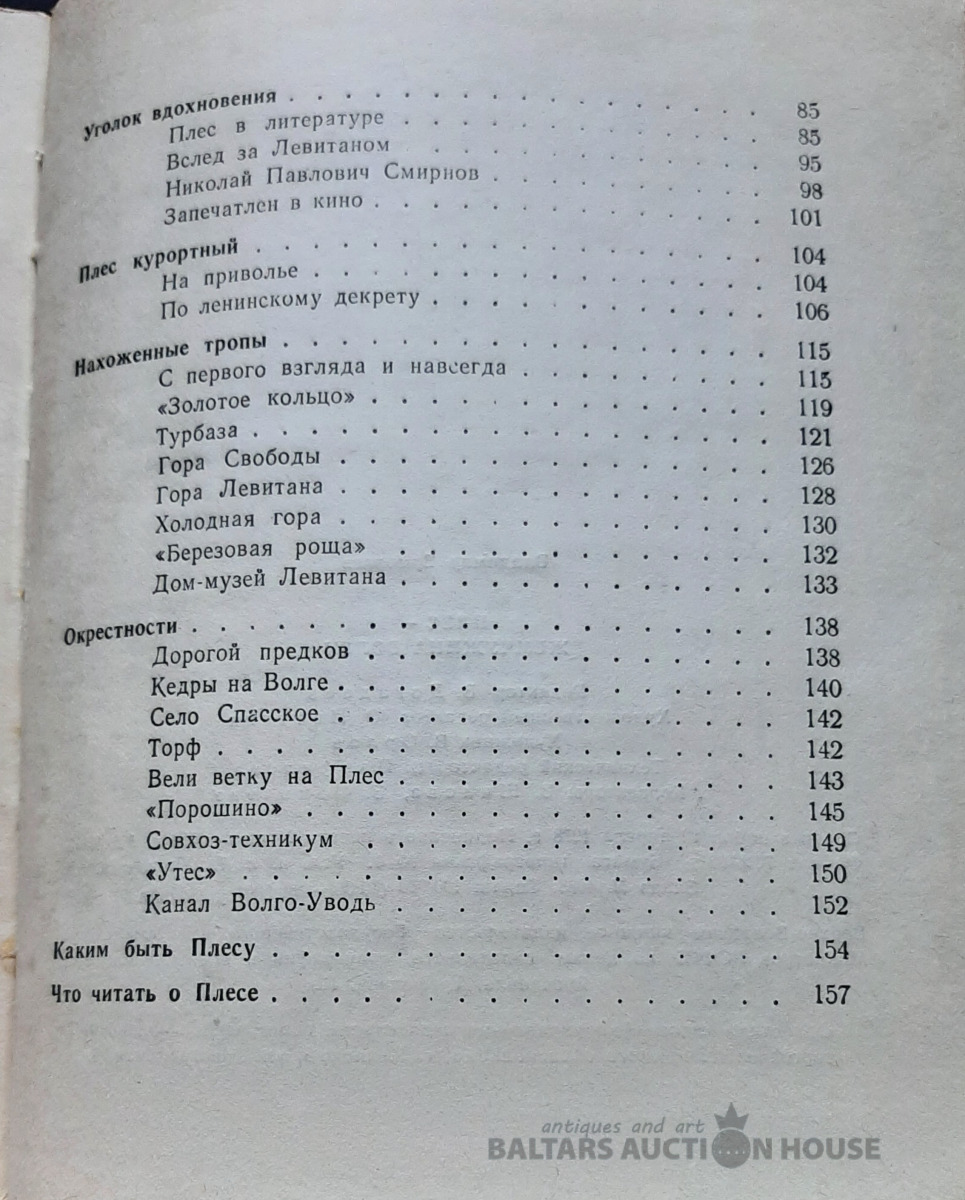 Уголок вдохновения . . . . . . . . . . . . . . . . 85
Плес в литературе . . . . . . . . . . . . . 85
Вслед за Левитаном . . . . . . . . . . . . 95
Николай Павлович Смирнов . . . . . . . . . . 98
Запечатлен в кино . . . . . . . . . . . . . . 101
Плес курортный . . . . . . . . . . . . . . . . . . 104
На приволье . . . . . . . . . . . . . . . . 104
По ленинскому декрету . . . . . . . . . . . . 106
Нахоженные тропы . . . . . . . . . . . . . . . . . 115
С первого взгляда и навсегда . . . . . . . . . 115
«Золотое кольцо» . . . . . . . . . . . . . . 119
Турбаза . . . . . . . . . . . . . . . . . . 121
Гора Свободы . . . . . . . . . . . . . . . 126
Гора Левитана . . . . . . . . . . . . . . . 128
Холодная гора . . . . . . . . . . . . . . . 130
«Березовая роща» . . . . . . . . . . . . . 132
Дом-музей Левитана . . . . . . . . . . . . . 133
Окрестности . . . . . . . . . . . . . . . . . . . . 138
Дорогой предков . . . . . . . . . . . . . . 138
Кедры на Волге . . . . . . . . . . . . . . . 140
Село Спасское . . . . . . . . . . . . . . . 142
Торф . . . . . . . . . . . . . . . . . . . 142
Вели ветку на Плес . . . . . . . . . . . . . 143
«Порошино» . . . . . . . . . . . . . . . . 145
Совхоз-техникум . . . . . . . . . . . . . . 149
«Утес» . . . . . . . . . . . . . . . . . . 150
Канал Волго-Уводь . . . . . . . . . . . . . 152
Каким быть Плесу . . . . . . . . . . . . . . . . . 154
Что читать о Плесе . . . . . . . . . . . . . . . . . 157
antiques and art
BALTARS AUCTION HOUSE